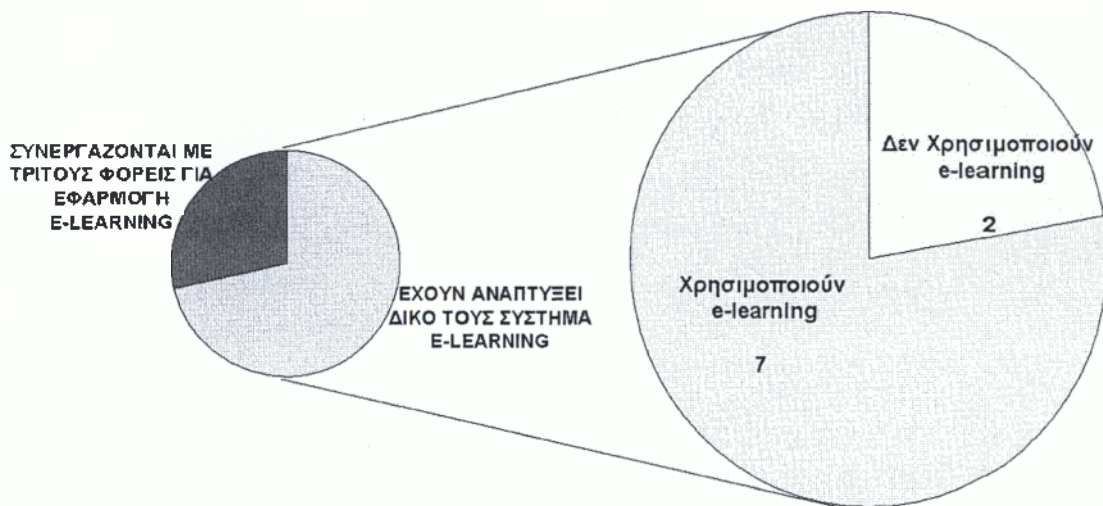 ΣΥΝΕΡΓΑΖΟΝΤΑΙ ΜΕ
ΤΡΙΤΟΥΣ ΦΟΡΕΙΣ ΓΙΑ
ΕΦΑΡΜΟΓΗ
E-LEARNING
ΕΧΟΥΝ ΑΝΑΠΤΥΞΕΙ
ΔΙΚΟ ΤΟΥΣ ΣΥΣΤΗΜΑ
E-LEARNING
Δεν Χρησιμοποιούν
e-learning
2
Χρησιμοποιούν
e-learning
7